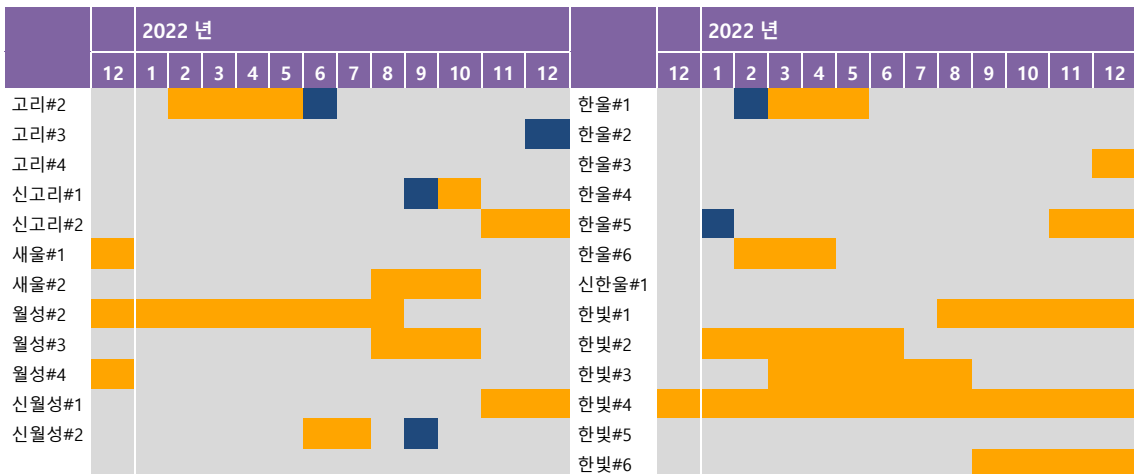 2022 년 2022 년
12 1 2 3 4 5 6 7 8 9 10 11 12 12 1 2 3 4 5 6 7 8 9 10 11 12
고리#2 한울#1
고리#3 한울#2
고리#4 한울#3
신고리#1 한울#4
신고리#2 한울#5
새울#1 한울#6
새울#2 신한울#1
월성#2 한빛#1
월성#3 한빛#2
월성#4 한빛#3
신월성#1 한빛#4
신월성#2 한빛#5
한빛#6